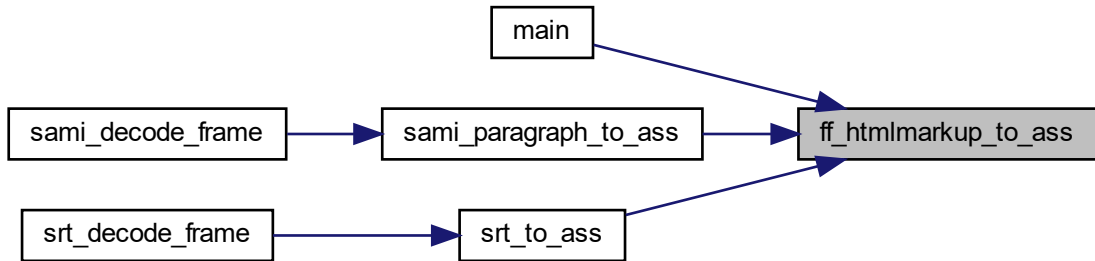 main
sami_decode_frame
sami_paragraph_to_ass
ff_htmlmarkup_to_ass
srt_decode_frame
srt_to_ass